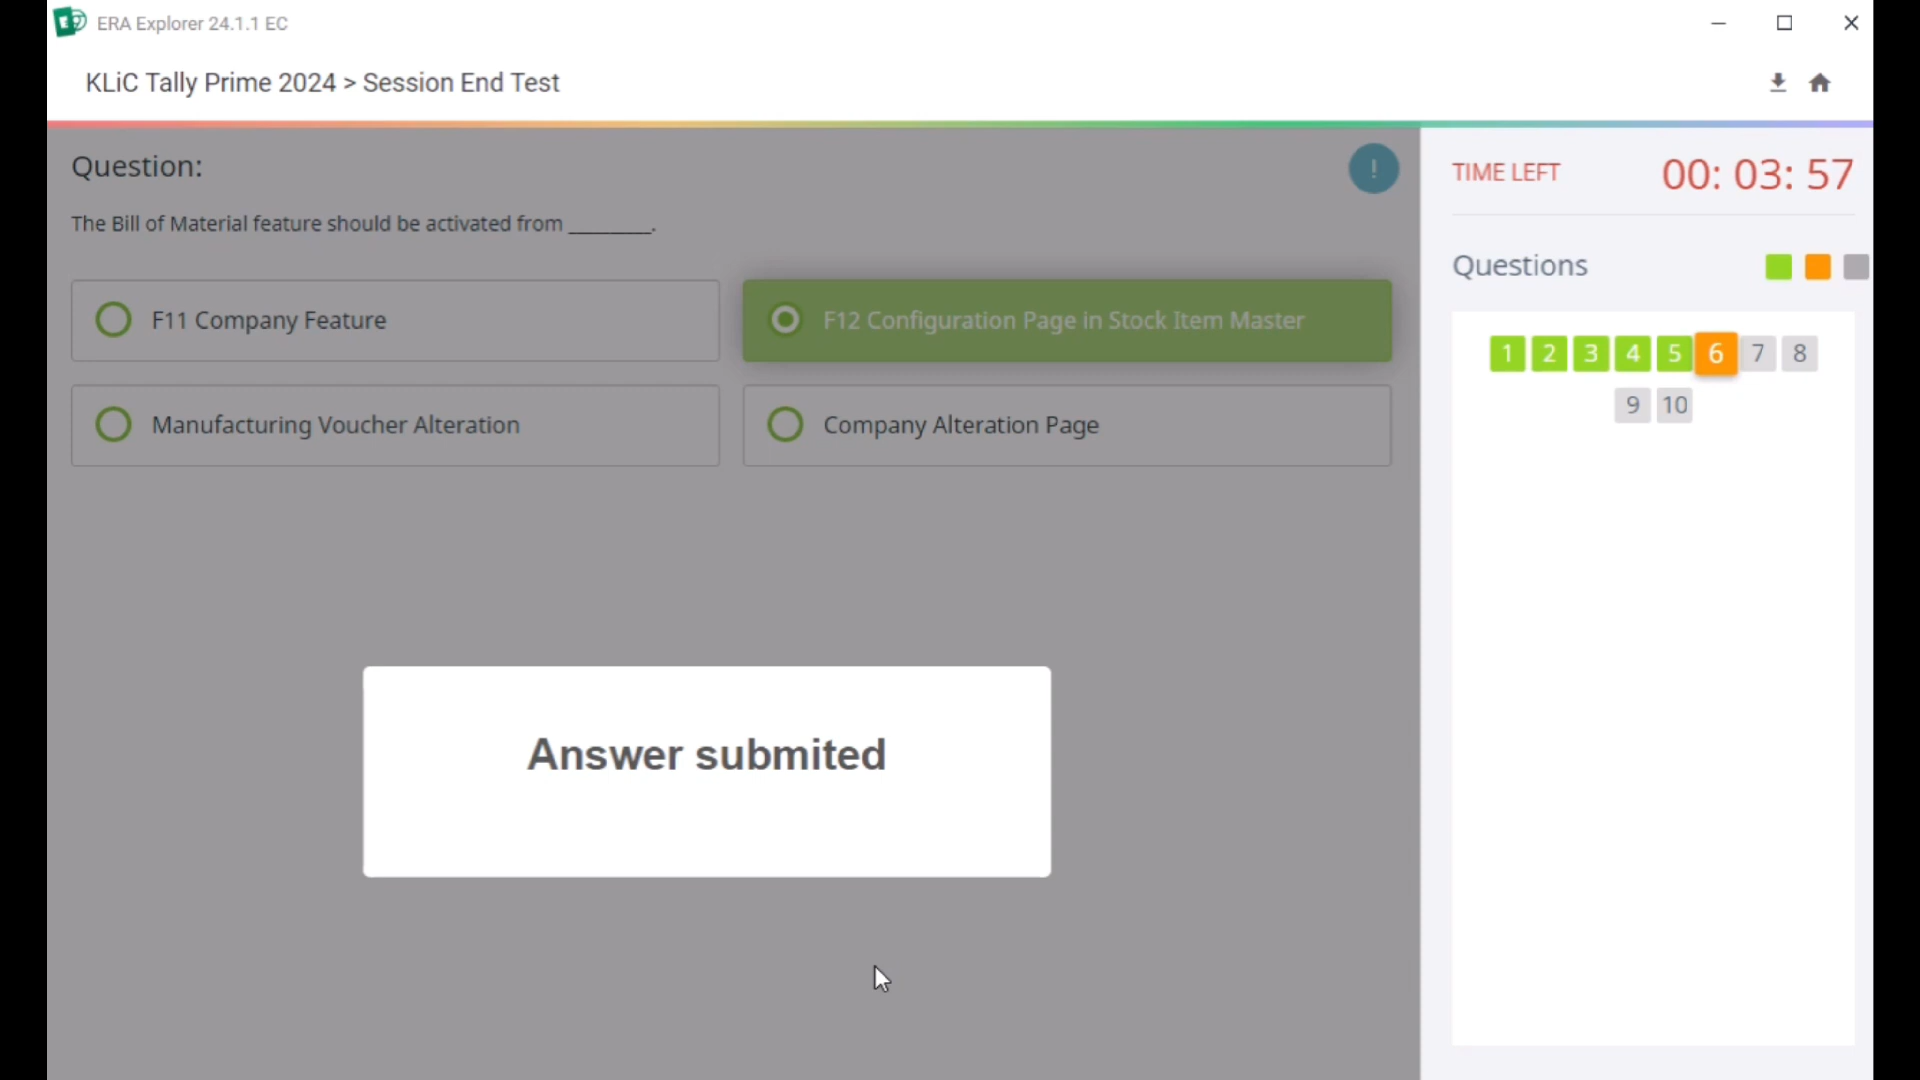 ERA Explorer 24.1.1 EC
KLiC Tally Prime 2024 > Session End Test
Question:
!
TIME LEFT 00: 03: 57
The Bill of Material feature should be activated from ________.
Questions
F11 Company Feature
F12 Configuration Page in Stock Item Master
1 2 3 4 5 6 7 8
9 10
Manufacturing Voucher Alteration
Company Alteration Page
Answer submited